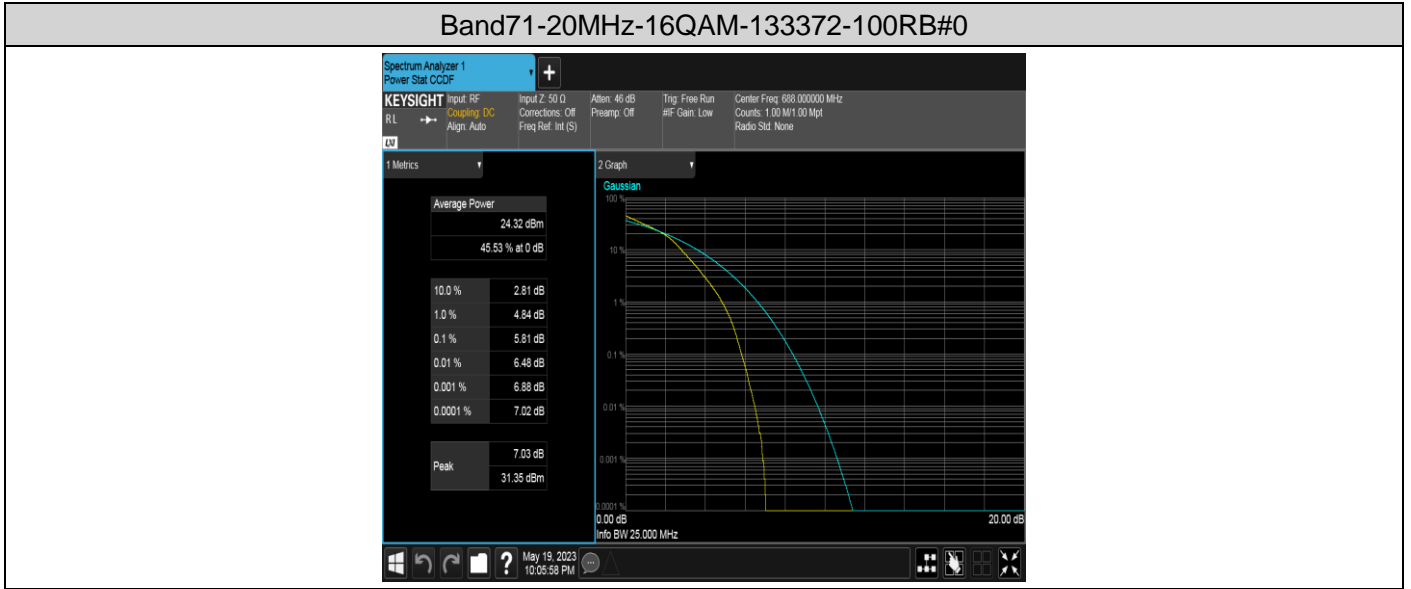 Band71-20MHz-16QAM-133372-100RB#0
Spectrum Analyzer 1
Power Stat CCDF
KEYSIGHT
RL
LXI
Input: RF
Coupling: DC
Align: Auto
Input Z: 50 Ω
Corrections: Off
Freq Ref: Int (S)
Atten: 46 dB
Preamp: Off
Trig: Free Run
#IF Gain: Low
Center Freq: 688.000000 MHz
Counts: 1.00 M/1.00 Mpt
Radio Std: None
1 Metrics
Average Power
24.32 dBm
45.53 % at 0 dB
10.0 % 2.81 dB
1.0 % 4.84 dB
0.1 % 5.81 dB
0.01 % 6.48 dB
0.001 % 6.88 dB
0.0001 % 7.02 dB
Peak
7.03 dB
31.35 dBm
2 Graph
Gaussian
100 %
10 %
1 %
0.1 %
0.01 %
0.001 %
0.0001 %
0.00 dB 20.00 dB
Info BW 25.000 MHz
May 19, 2023
10:05:58 PM